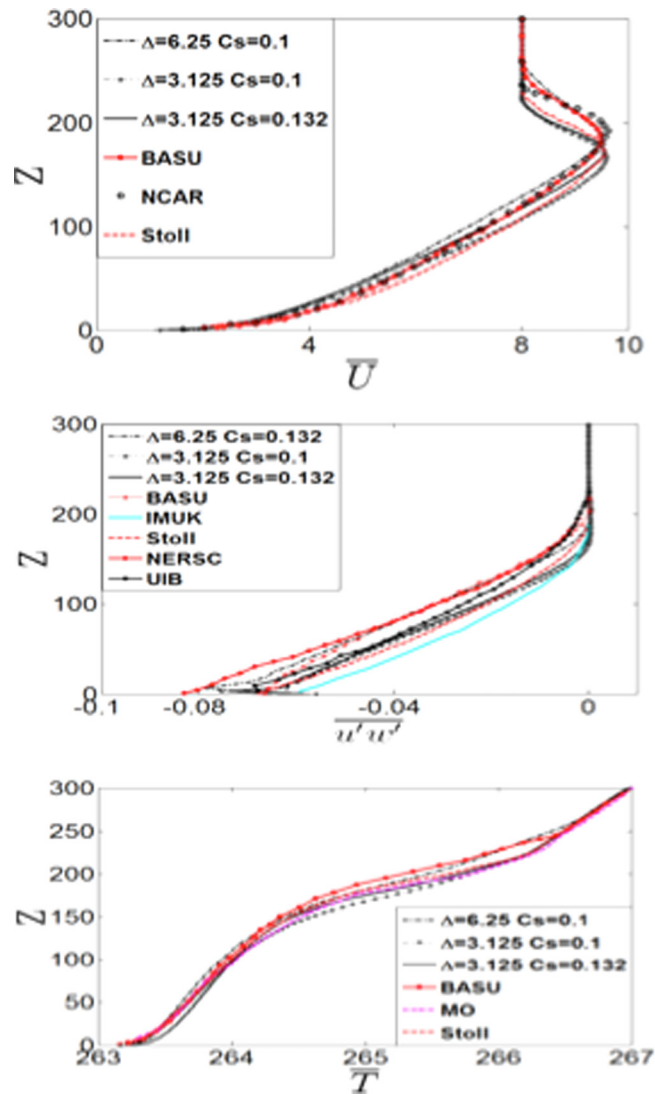 300
200
100
0
Z
Δ=6.25 Cs=0.1
Δ=3.125 Cs=0.1
Δ=3.125 Cs=0.132
BASU
NCAR
Stoll
0 4 8 10
U̅
300
200
100
0
Z
Δ=6.25 Cs=0.132
Δ=3.125 Cs=0.1
Δ=3.125 Cs=0.132
BASU
IMUK
Stoll
NERSC
UIB
-0.1 -0.08 -0.04 0
u'w'
300
250
200
150
100
50
0
Z
Δ=6.25 Cs=0.1
Δ=3.125 Cs=0.1
Δ=3.125 Cs=0.132
BASU
MO
Stoll
263 264 265 266 267
T̅